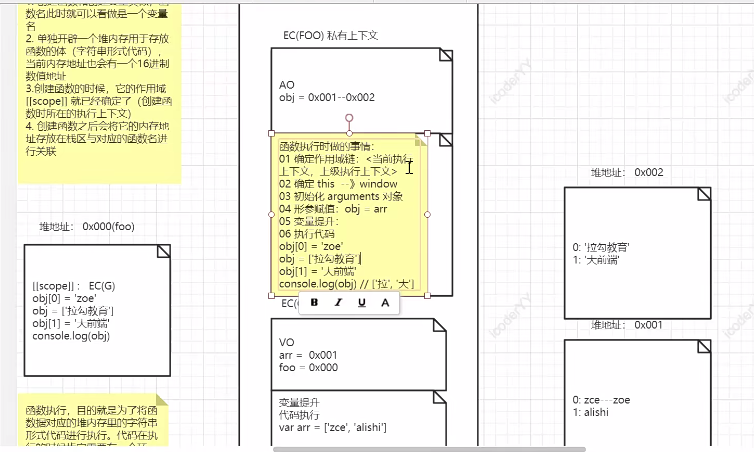 数名此时就可以看做是一个变量
名
2. 单独开辟一个堆内存用于存放
函数的体（字符串形式代码），
当前内存地址也会有一个16进制
数值地址
3.创建函数的时候，它的作用域
[[scope]] 就已经确定了（创建函
数时所在的执行上下文）
4. 创建函数之后会将它的内存地
址存放在栈区与对应的函数名进
行关联
堆地址： 0x000(foo)
[[scope]] ： EC(G)
obj[0] = 'zoe'
obj = ['拉勾教育']
obj[1] = '大前端'
console.log(obj)
函数执行，目的就是为了将函
数据对应的堆内存里的字符串
形式代码进行执行。代码在执
EC(FOO) 私有上下文
AO
obj = 0x001--0x002
函数执行时做的事情：
01 确定作用域链：<当前执行
上下文，上级执行上下文>
02 确定 this --》window
03 初始化 arguments 对象
04 形参赋值：obj = arr
05 变量提升：
06 执行代码
obj[0] = 'zoe'
obj = ['拉勾教育']
obj[1] = '大前端'
console.log(obj) // ['拉', '大']
B I U A
VO
arr = 0x001
foo = 0x000
变量提升
代码执行
var arr = ['zce', 'alishi']
堆地址： 0x002
0: '拉勾教育'
1: '大前端'
堆地址： 0x001
0: zce---zoe
1: alishi